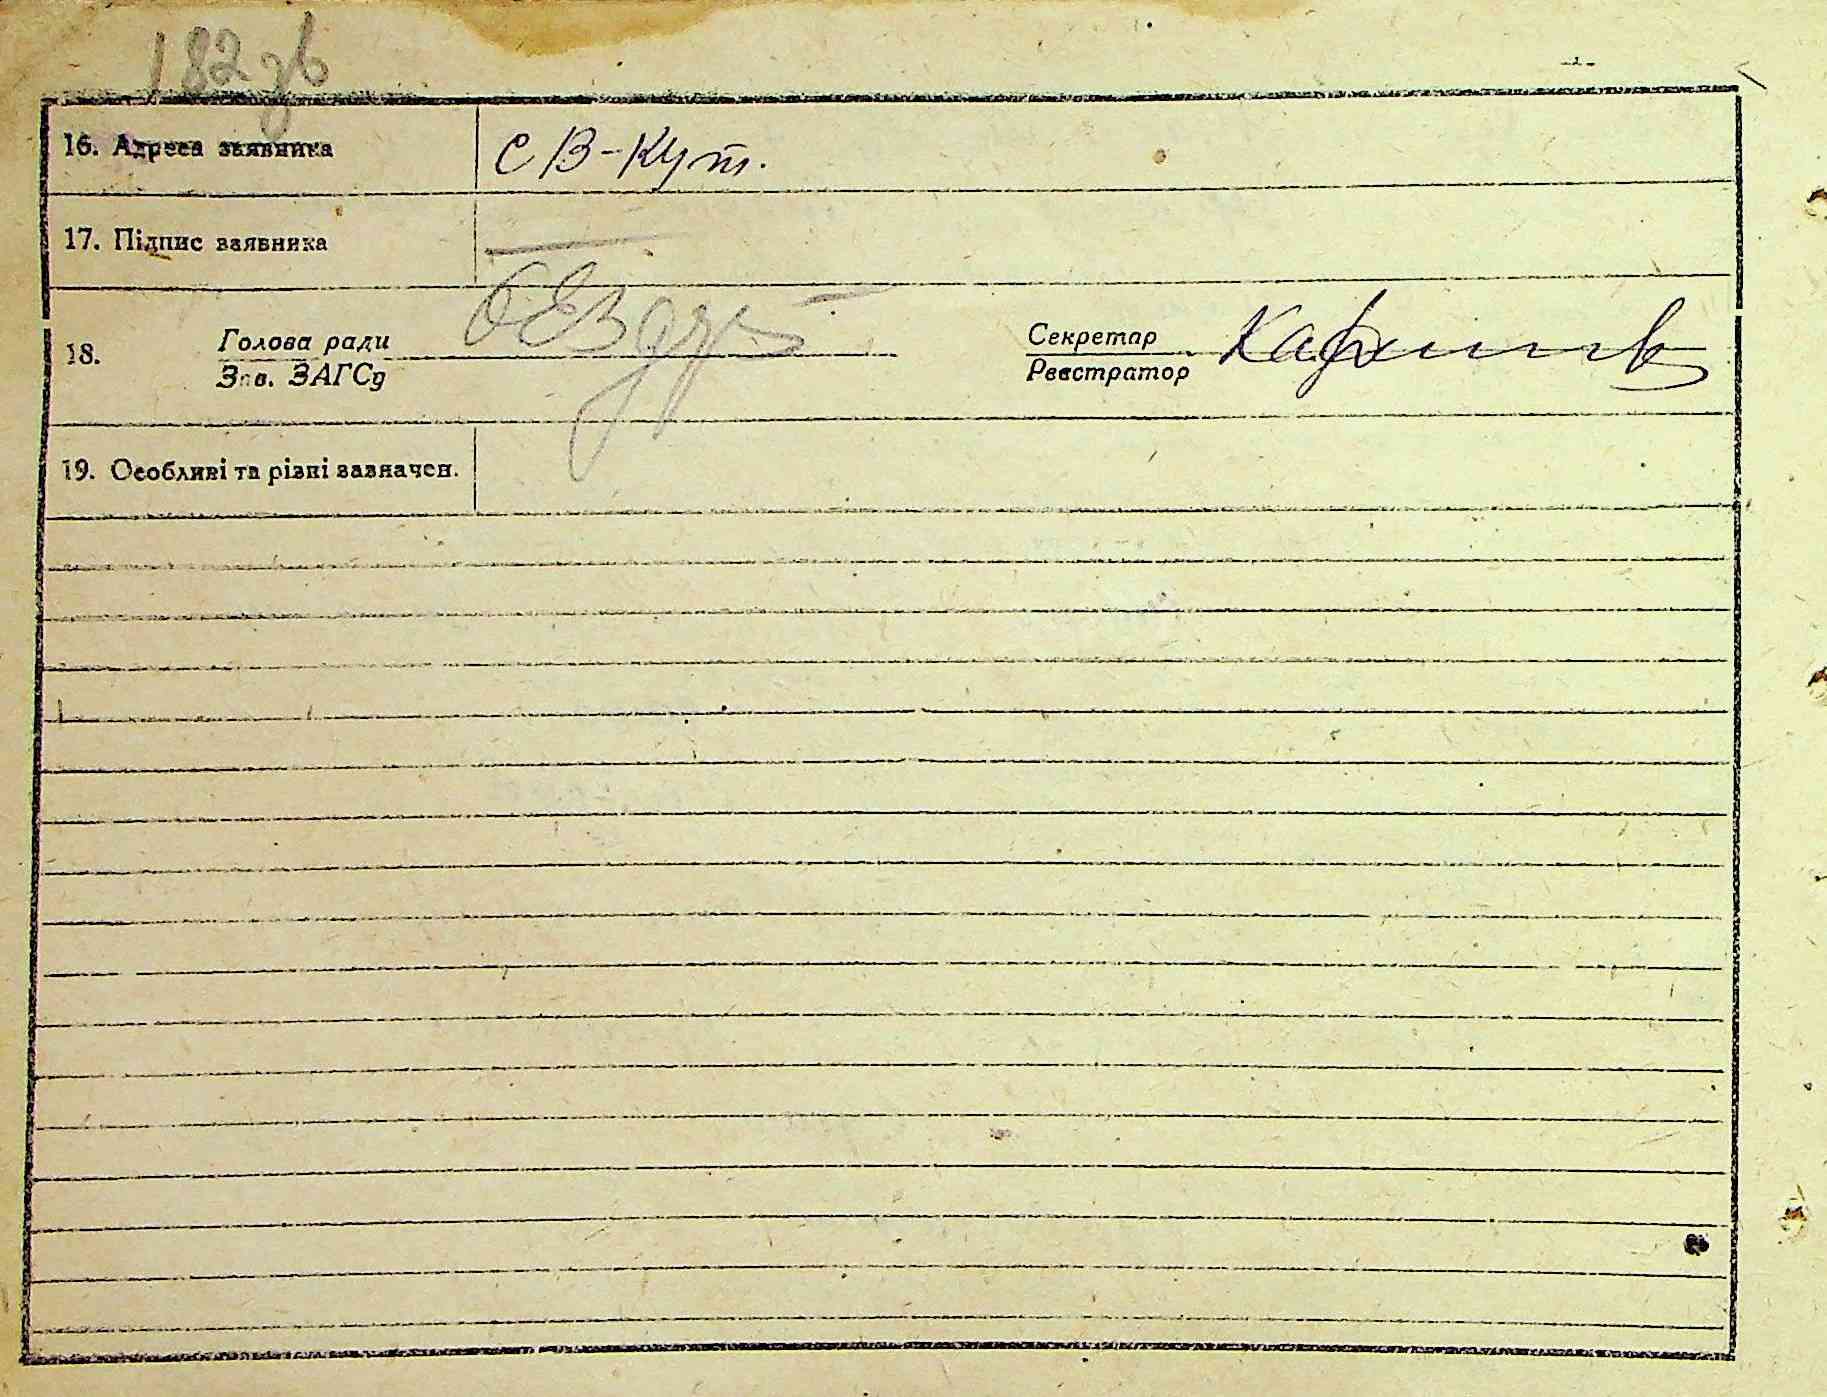 182 зв
16. Адреса заявника
с В-Кут.
17. Підпис заявника
18. Голова ради
Зав. ЗАГСу
Секретар
Реєстратор
19. Особливі та різні зазначен.